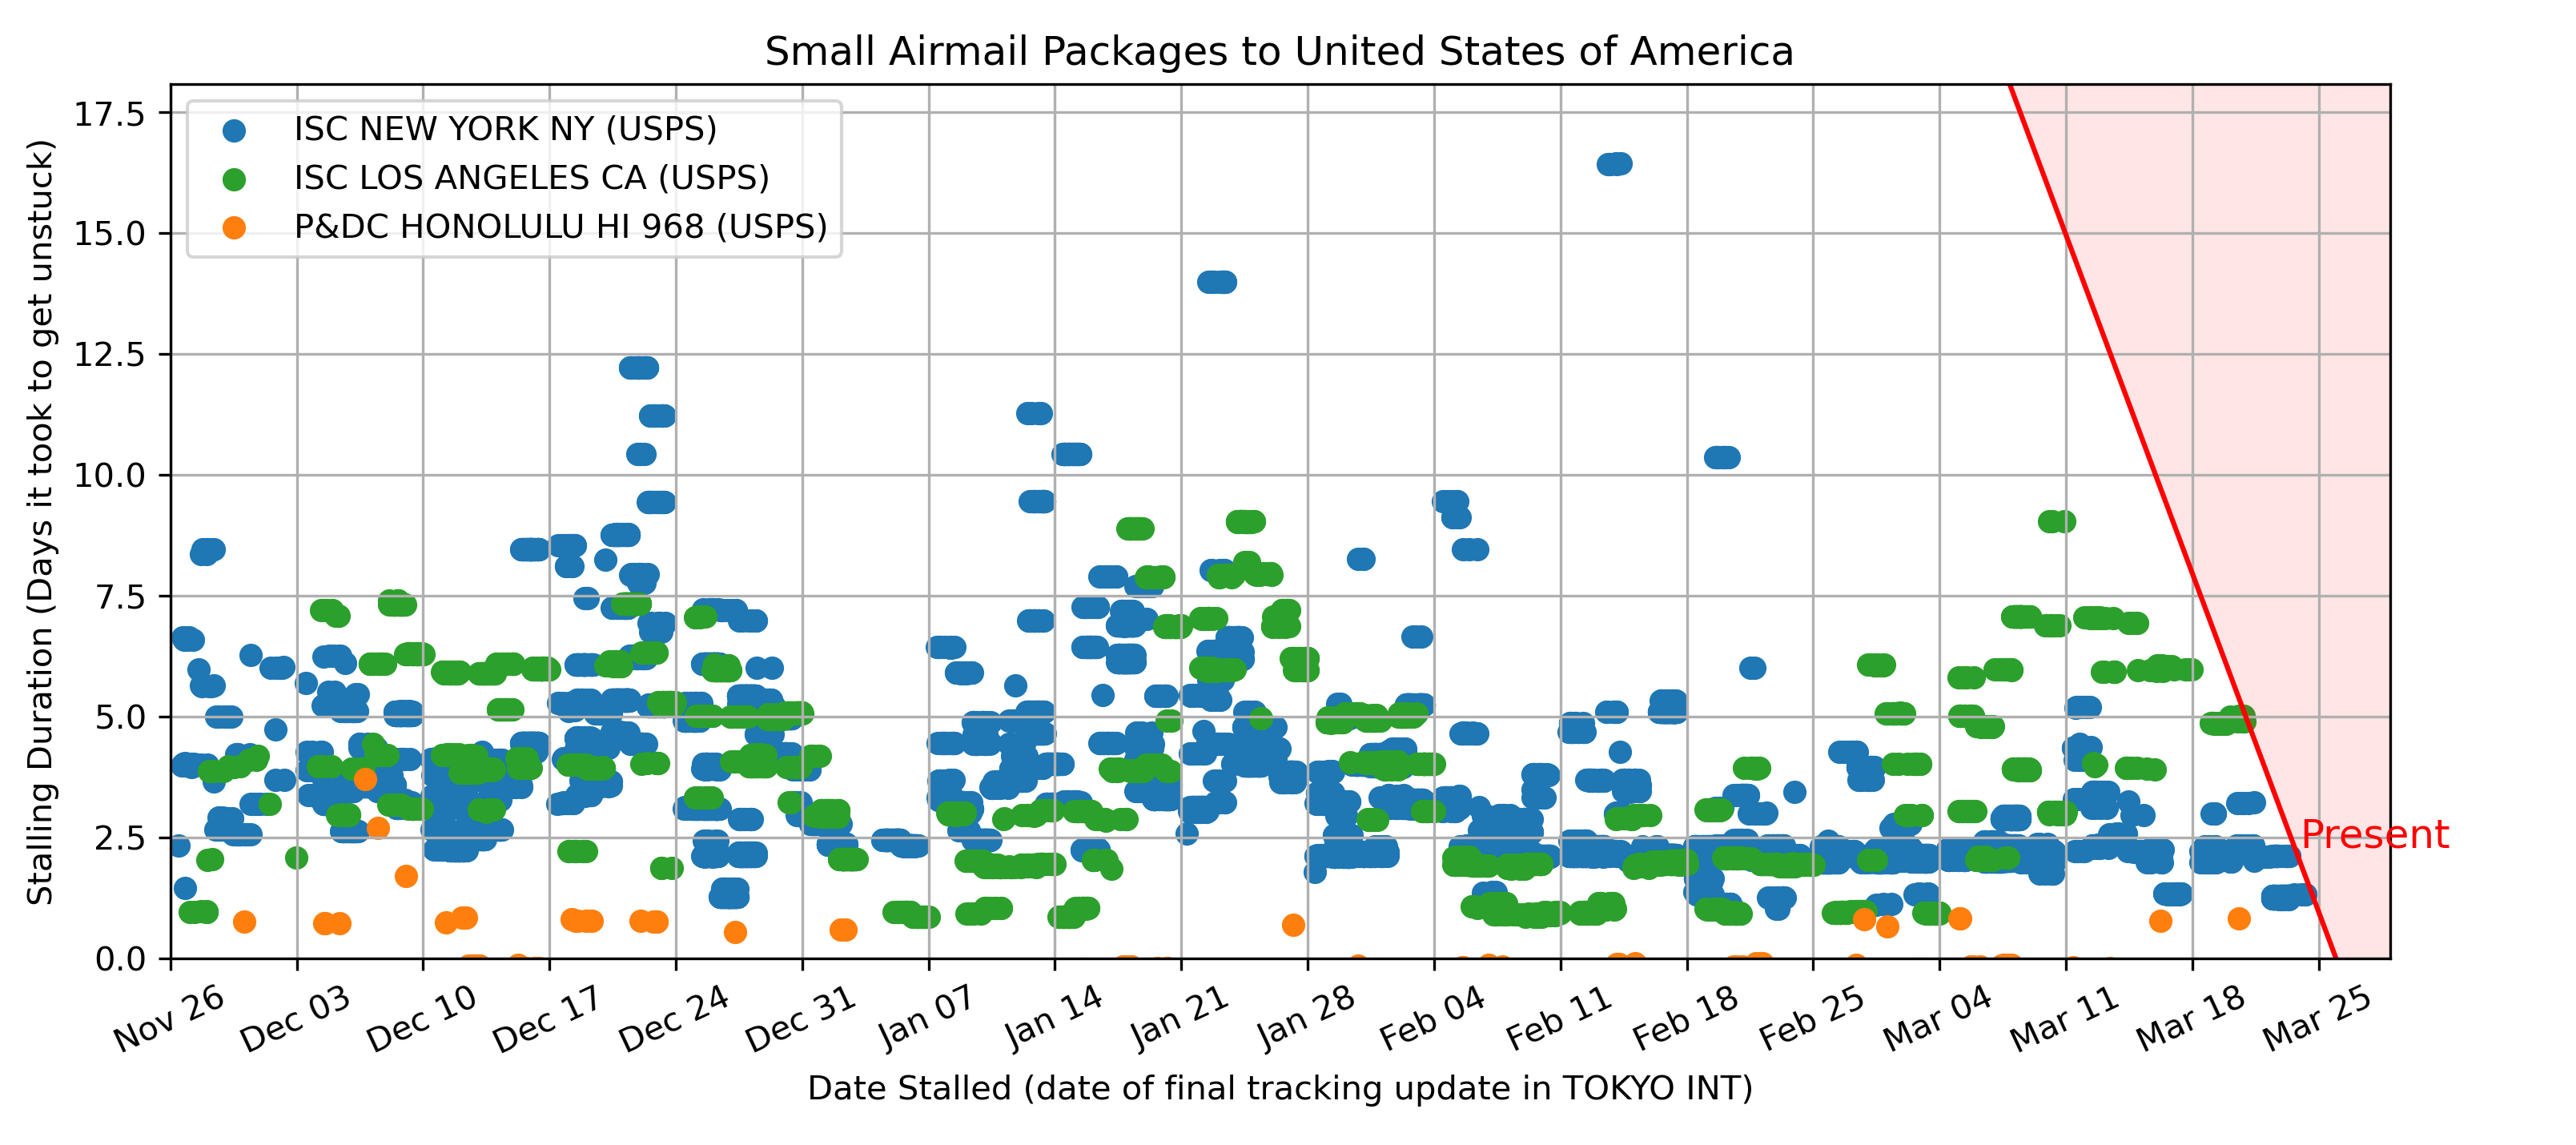 Small Airmail Packages to United States of America
ISC NEW YORK NY (USPS)
ISC LOS ANGELES CA (USPS)
P&DC HONOLULU HI 968 (USPS)
Stalling Duration (Days it took to get unstuck)
17.5
15.0
12.5
10.0
7.5
5.0
2.5
0.0
Present
Nov 26
Dec 03
Dec 10
Dec 17
Dec 24
Dec 31
Jan 07
Jan 14
Jan 21
Jan 28
Feb 04
Feb 11
Feb 18
Feb 25
Mar 04
Mar 11
Mar 18
Mar 25
Date Stalled (date of final tracking update in TOKYO INT)